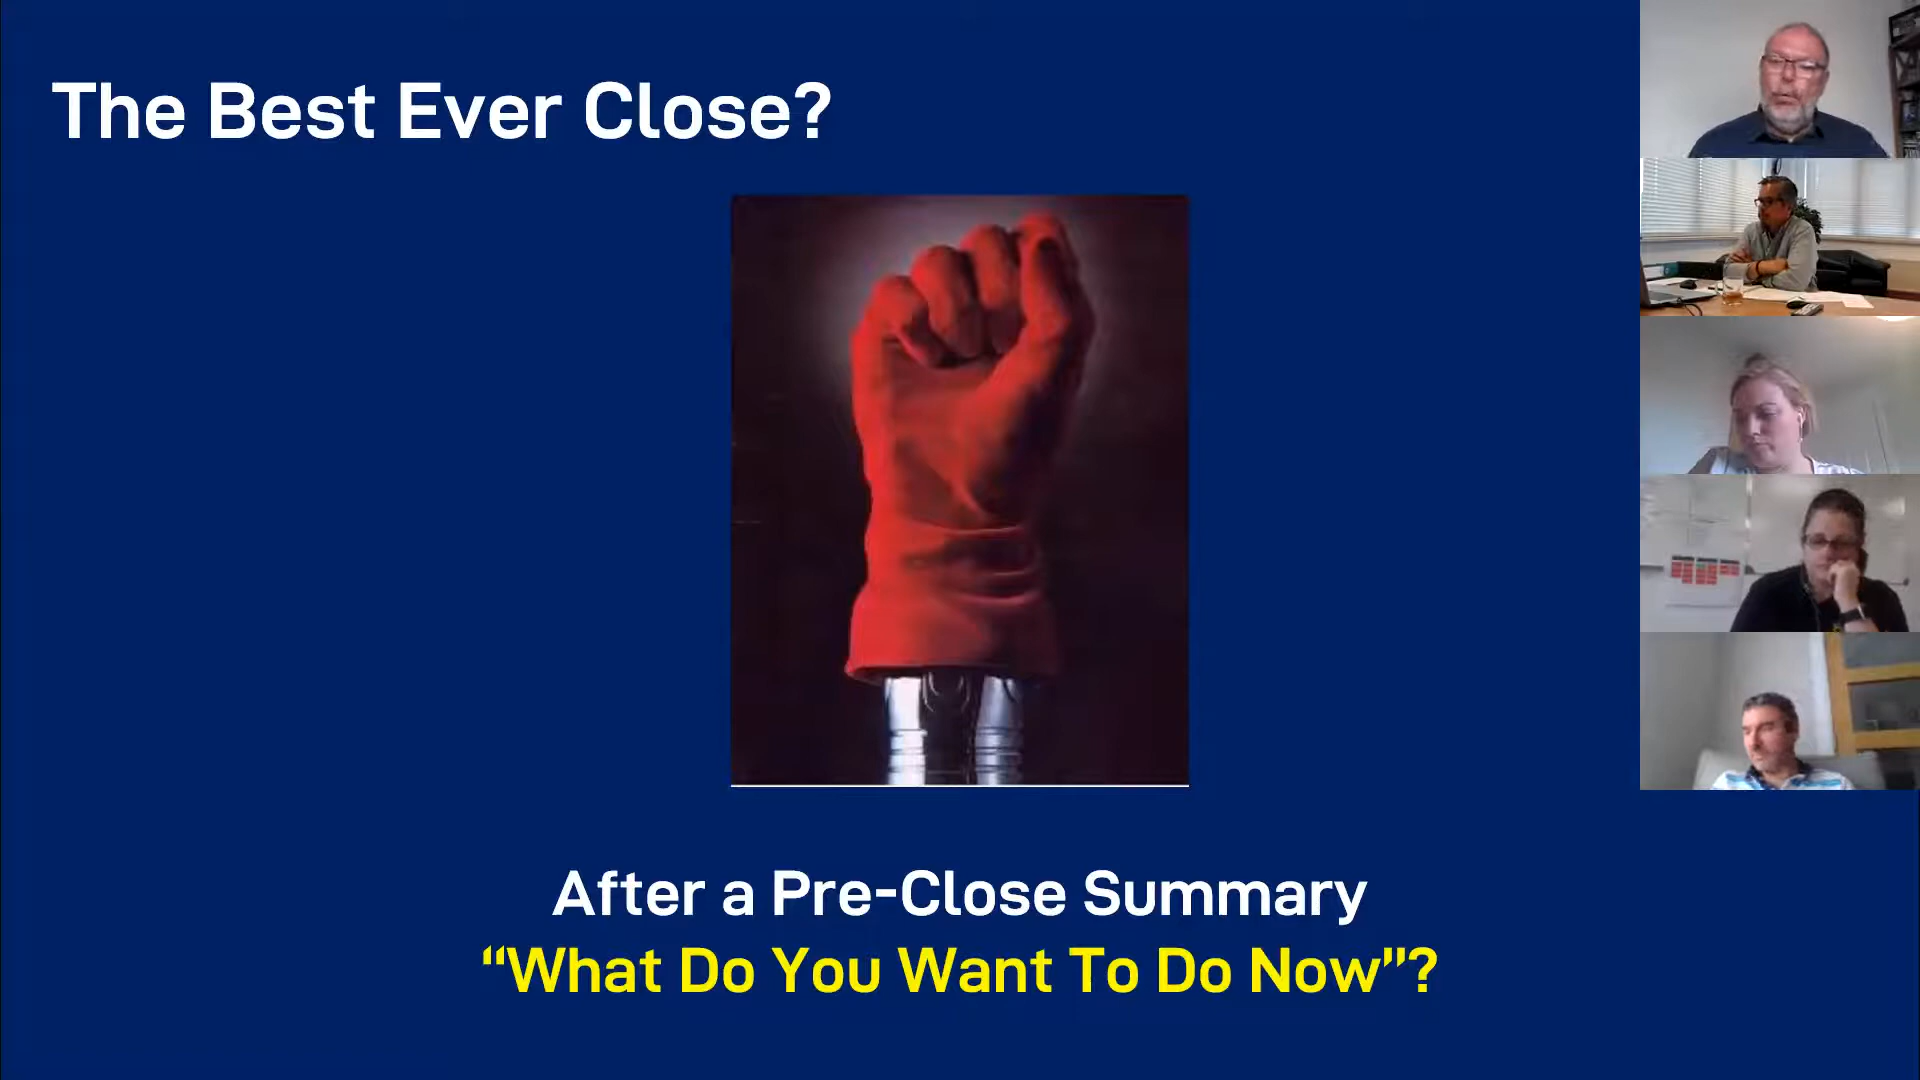 The Best Ever Close?
After a Pre-Close Summary
“What Do You Want To Do Now”?